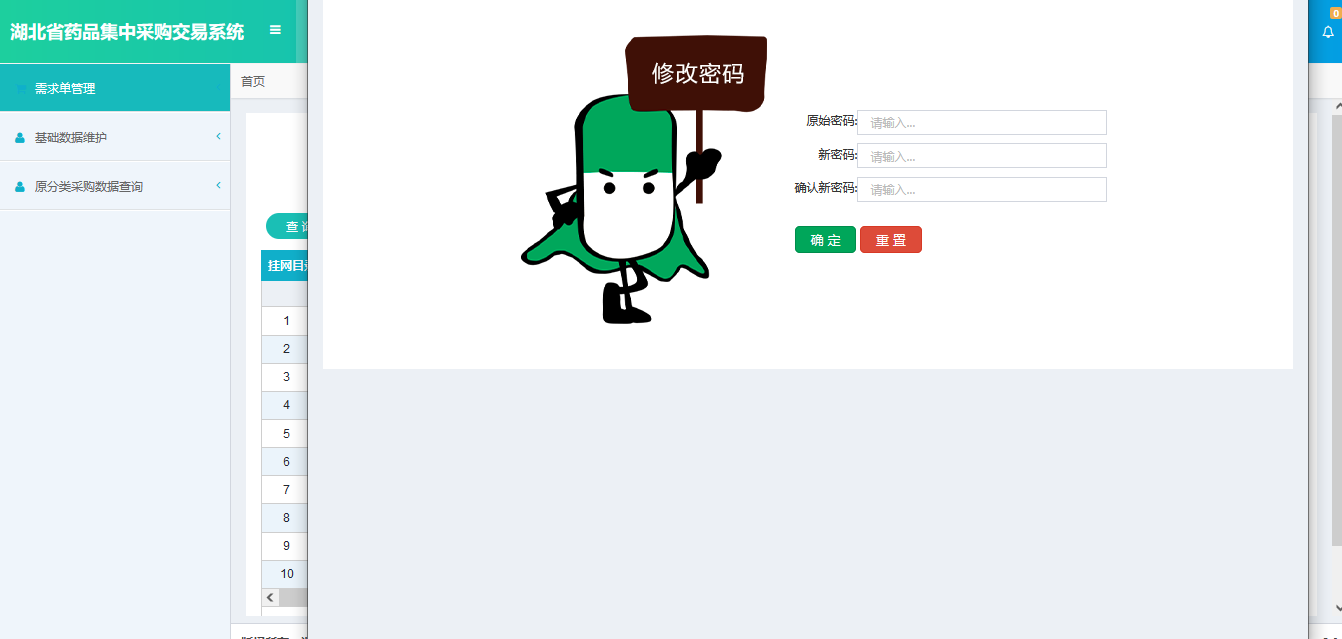 湖北省药品集中采购交易系统
0
需求单管理
首页
基础数据维护
原分类采购数据查询
修改密码
原始密码:
请输入...
新密码:
请输入...
确认新密码:
请输入...
确 定
重 置
查
挂网目
1
2
3
4
5
6
7
8
9
10